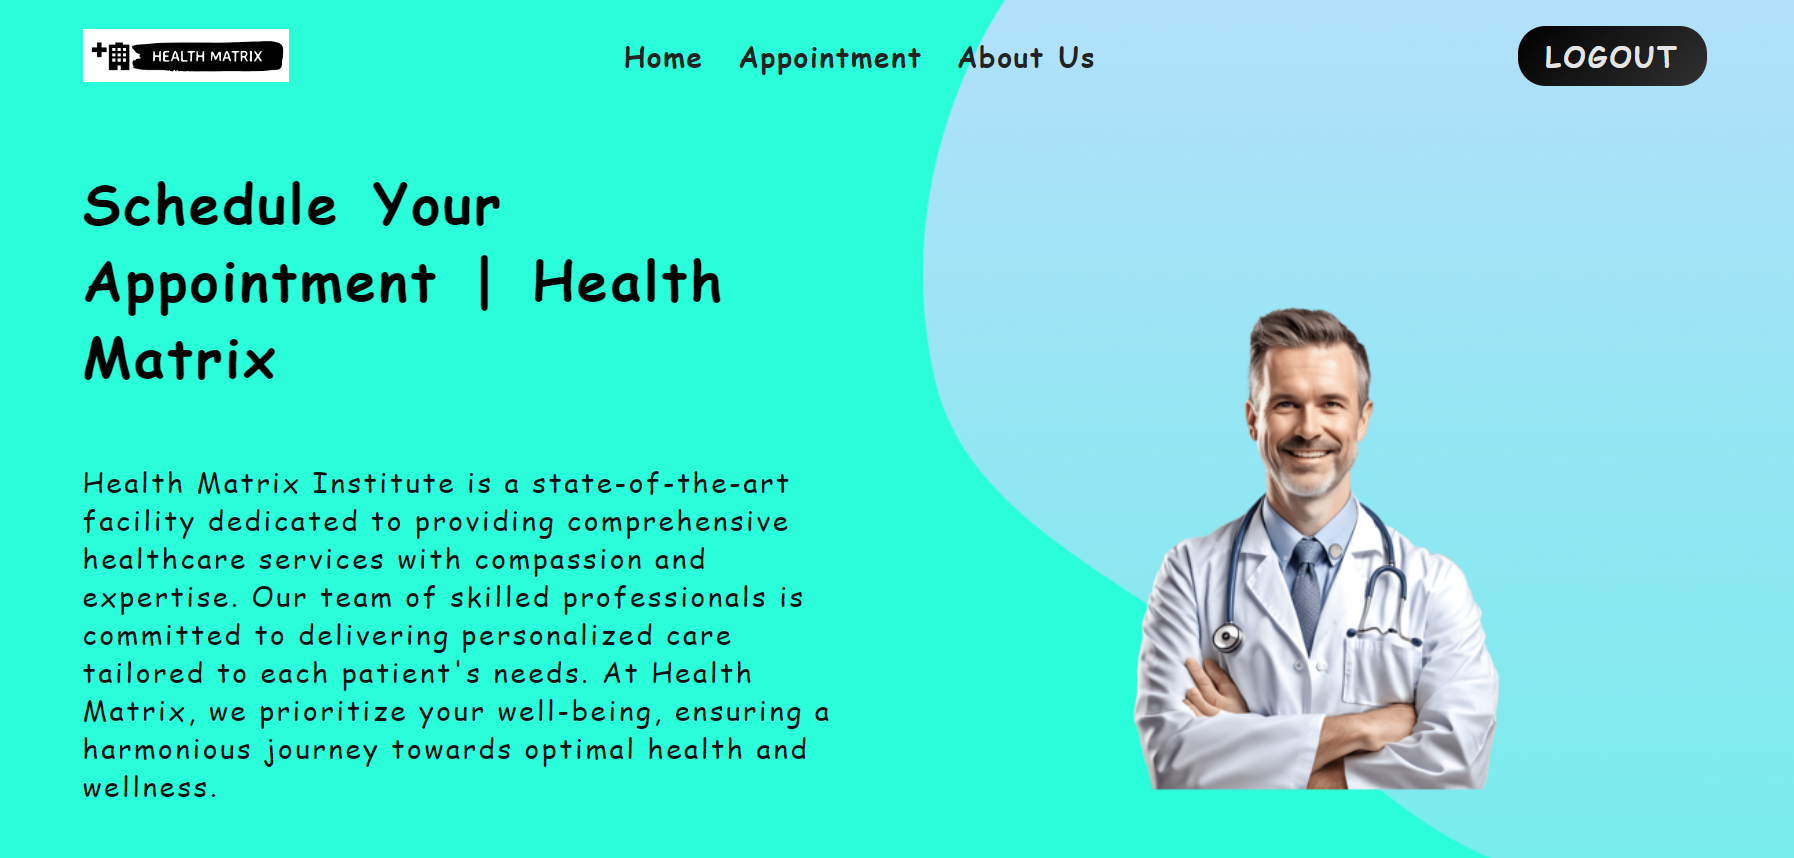 HEALTH MATRIX
Home Appointment About Us
LOGOUT
Schedule Your
Appointment | Health
Matrix
Health Matrix Institute is a state-of-the-art
facility dedicated to providing comprehensive
healthcare services with compassion and
expertise. Our team of skilled professionals is
committed to delivering personalized care
tailored to each patient's needs. At Health
Matrix, we prioritize your well-being, ensuring a
harmonious journey towards optimal health and
wellness.